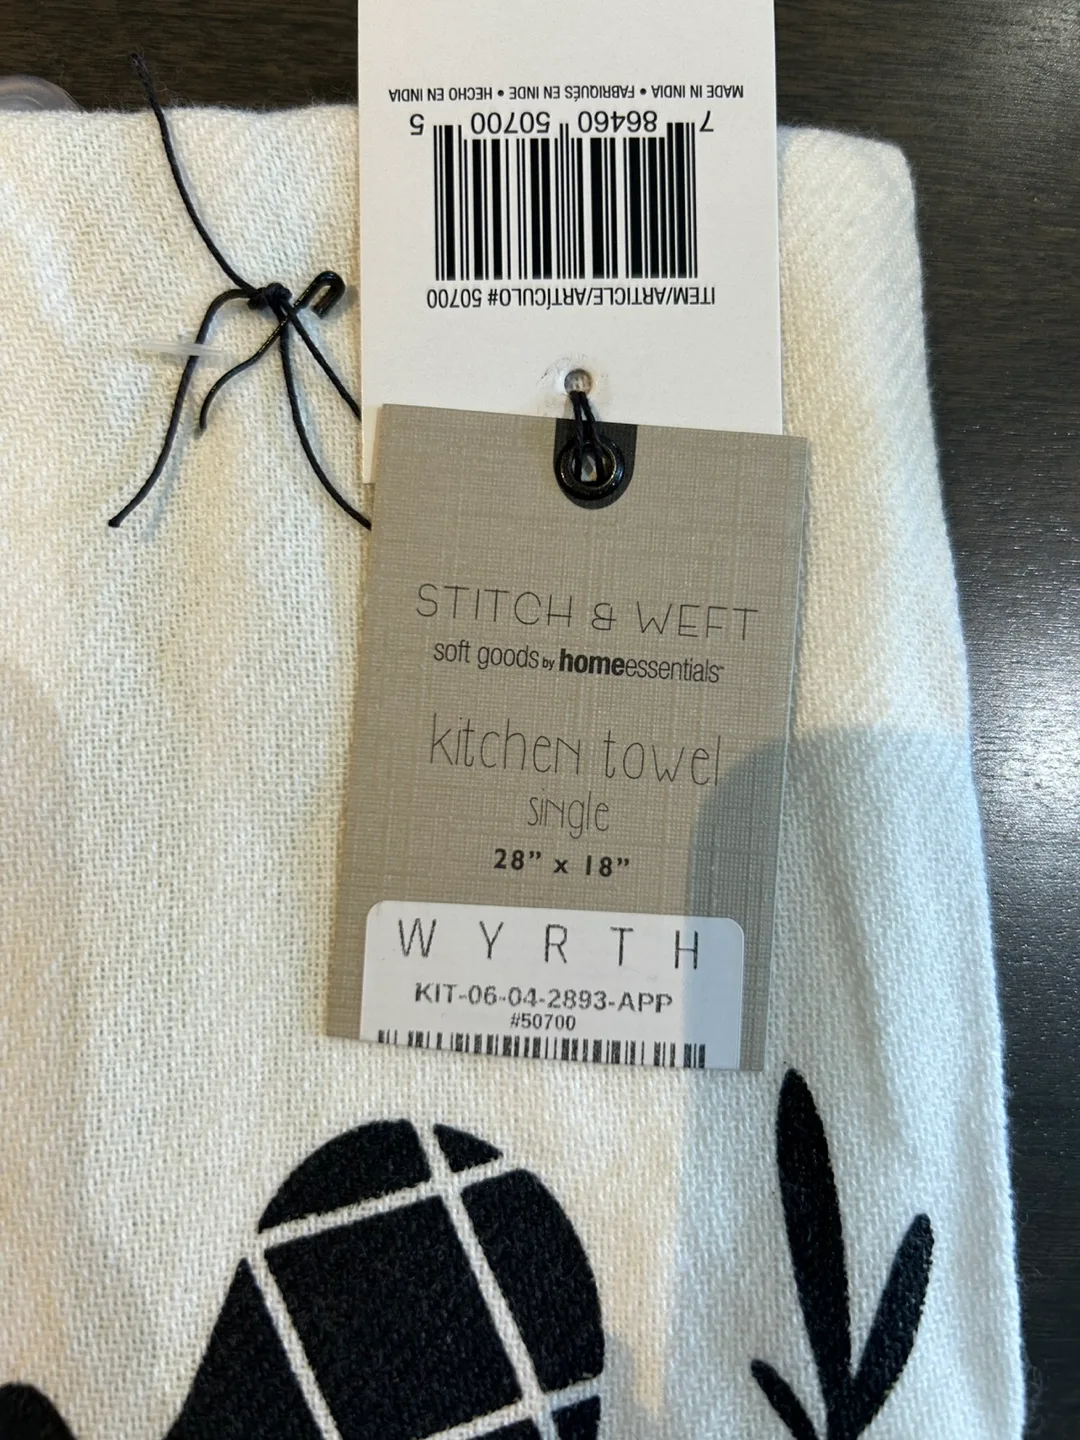 MADE IN INDIA • FABRIQUÉS EN INDE • HECHO EN INDIA
7 86460 50700 5
ITEM/ARTICLE/ARTÍCULO# 50700
STITCH & WEFT
soft goods by homeessentials™
kitchen towel
single
28” x 18”
WYRTH
KIT-06-04-2893-APP
#50700